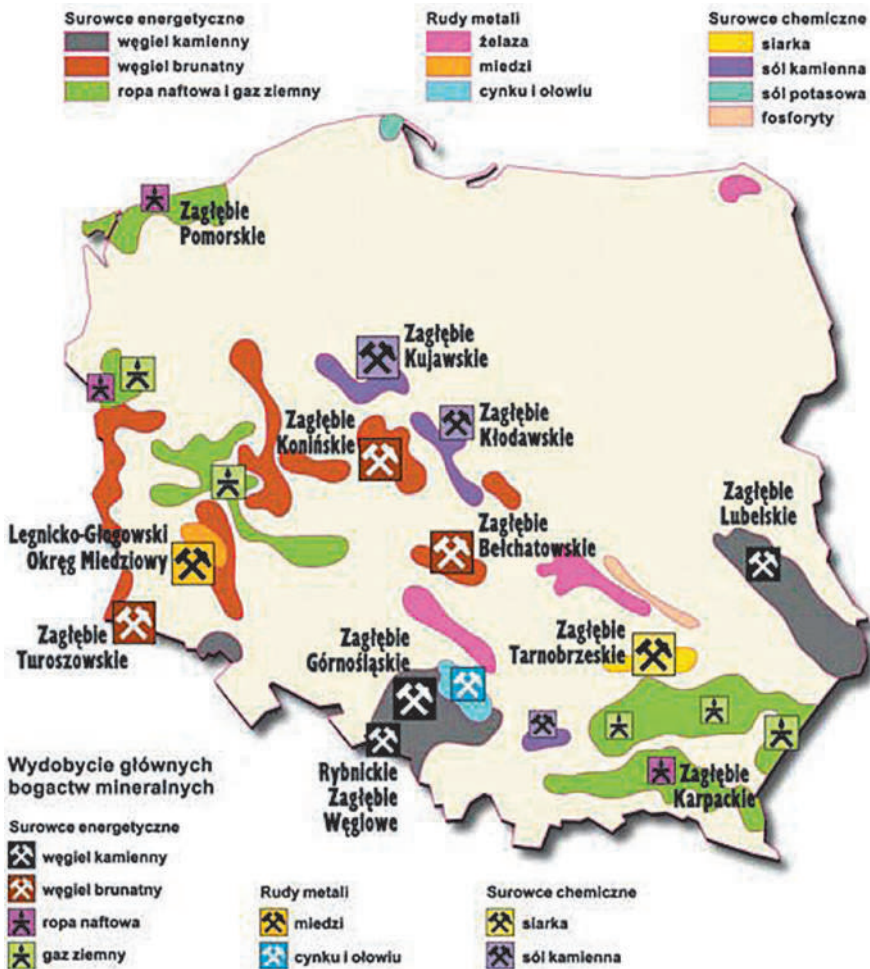 Surowce energetyczne
węgiel kamienny
węgiel brunatny
ropa naftowa i gaz ziemny
Rudy metali
żelaza
miedzi
cynku i ołowiu
Surowce chemiczne
siarka
sól kamienna
sól potasowa
fosforyty
Zagłębie
Pomorskie
Zagłębie
Kujawskie
Zagłębie
Konińskie
Zagłębie
Kłodawskie
Zagłębie
Lubelskie
Legnicko-Głogowski
Okręg Miedziowy
Zagłębie
Bełchatowskie
Zagłębie
Turoszowskie
Zagłębie
Górnośląskie
Zagłębie
Tarnobrzeskie
Rybnickie
Zagłębie
Węglowe
Zagłębie
Karpackie
Wydobycie głównych
bogactw mineralnych
Surowce energetyczne
węgiel kamienny
węgiel brunatny
ropa naftowa
gaz ziemny
Rudy metali
miedzi
cynku i ołowiu
Surowce chemiczne
siarka
sól kamienna